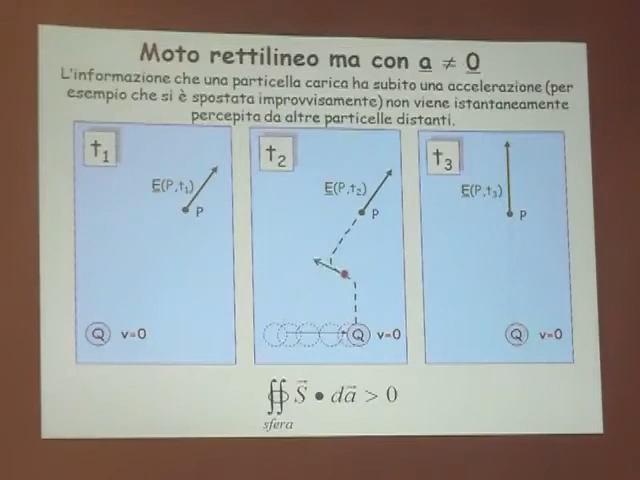 Moto rettilineo ma con a ≠ 0
L'informazione che una particella carica ha subito una accelerazione (per
esempio che si è spostata improvvisamente) non viene istantaneamente
percepita da altre particelle distanti.
t₁
E(P,t₁)
P
Q v=0
t₂
E(P,t₂)
P
Q v=0
t₃
E(P,t₃)
P
Q v=0
∯ S⃗ • da⃗ > 0
sfera